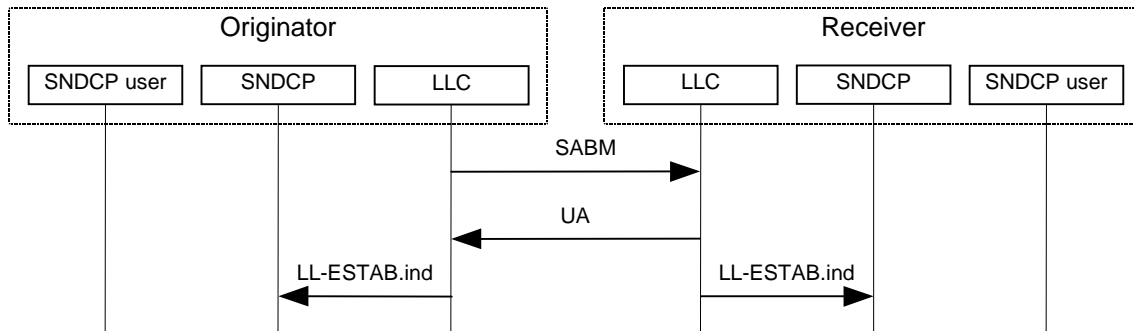 Originator
Receiver
SNDCP user
SNDCP
LLC
LLC
SNDCP
SNDCP user
SABM
UA
LL-ESTAB.ind
LL-ESTAB.ind